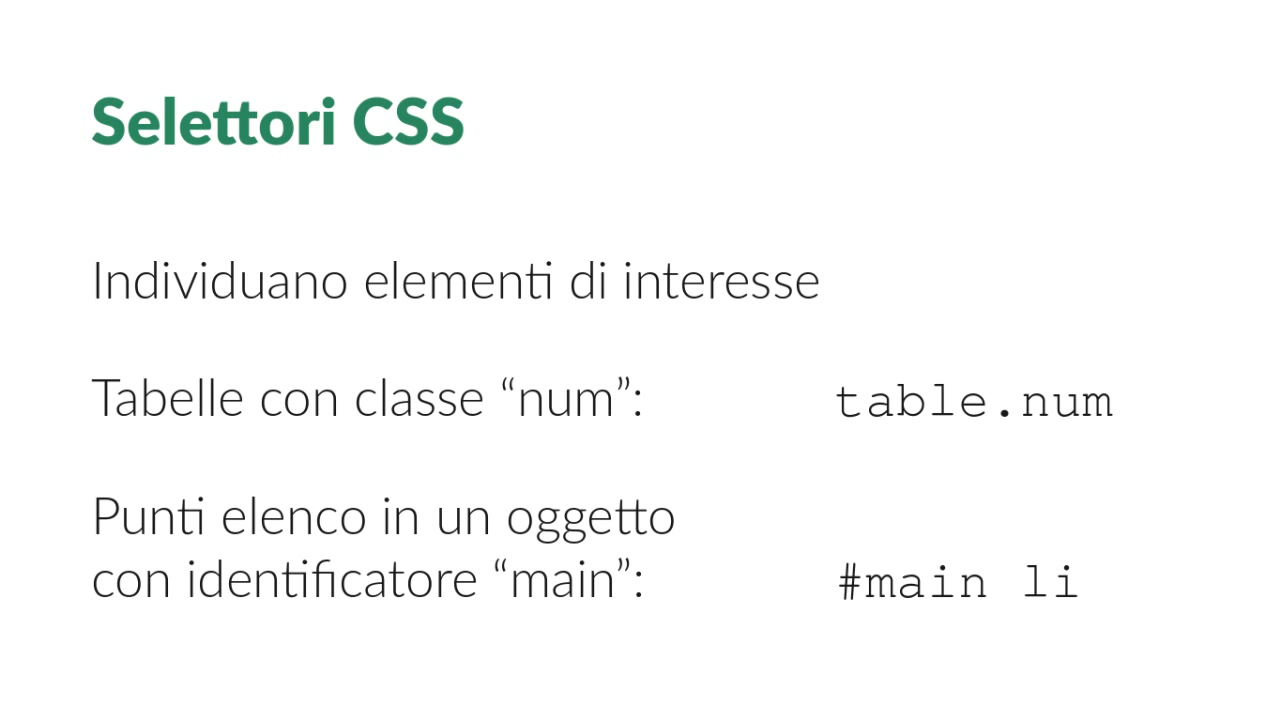 Selettori CSS
Individuano elementi di interesse
Tabelle con classe “num”: table.num
Punti elenco in un oggetto
con identificatore “main”: #main li